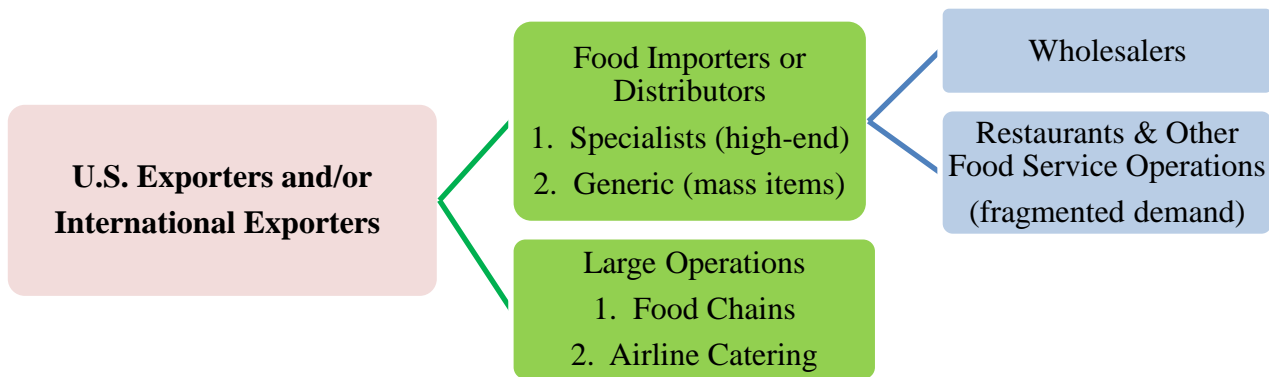 U.S. Exporters and/or
International Exporters
Food Importers or
Distributors
1. Specialists (high-end)
2. Generic (mass items)
Large Operations
1. Food Chains
2. Airline Catering
Wholesalers
Restaurants & Other
Food Service Operations
(fragmented demand)